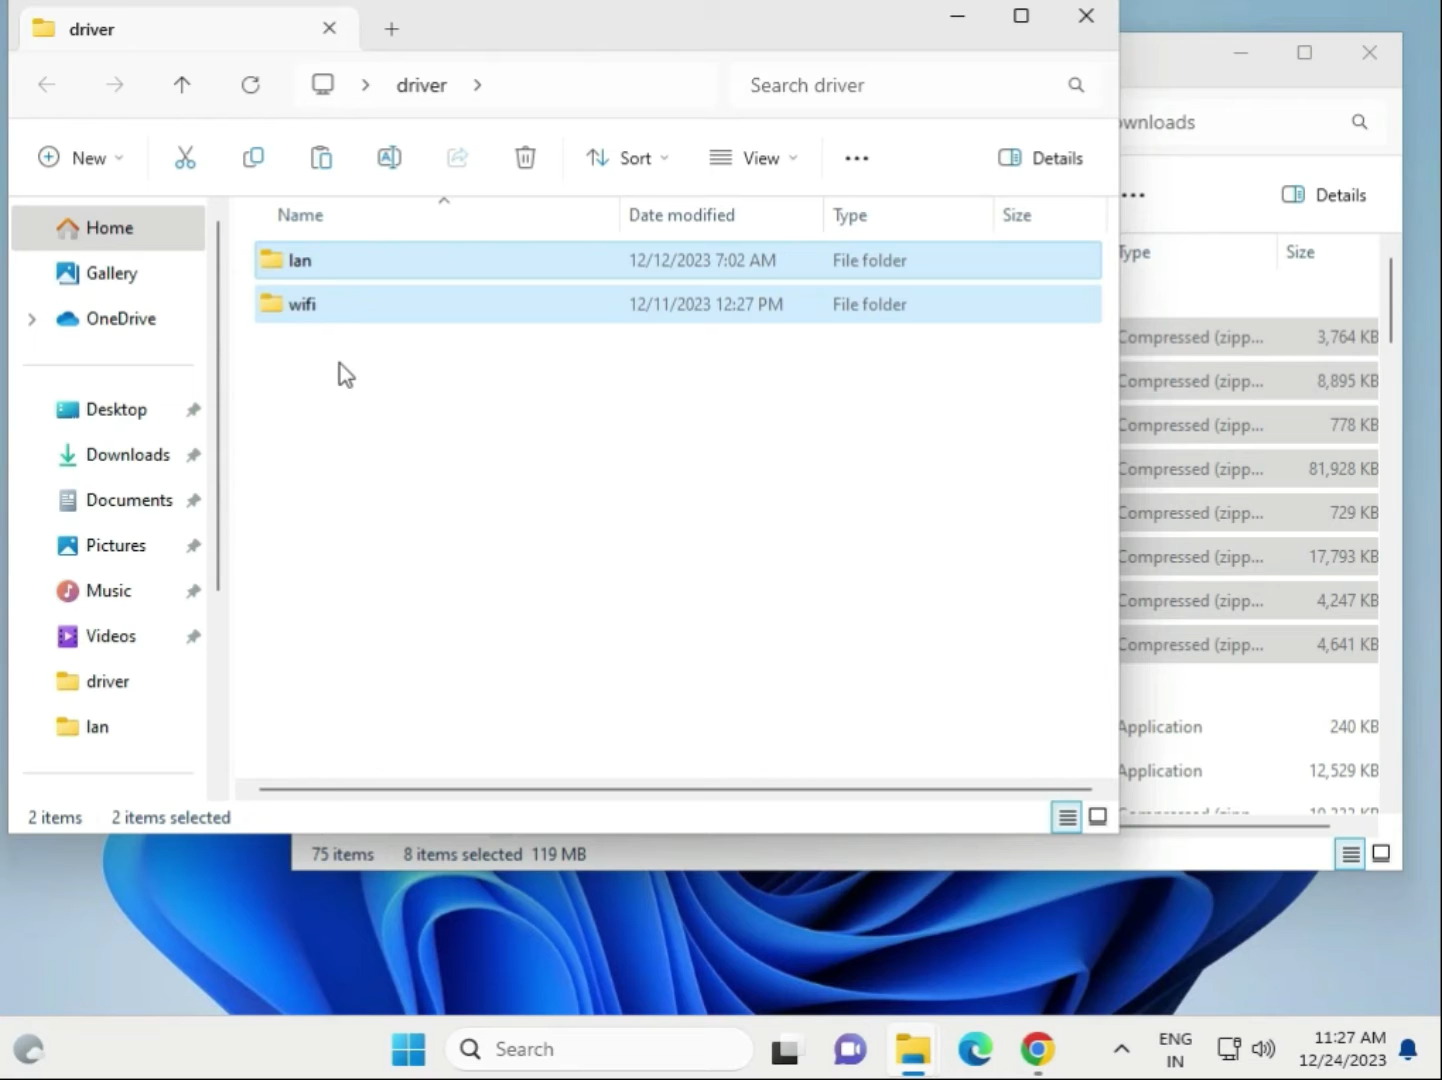 driver
driver
Search driver
New
Sort
View
Details
Name
Date modified
Type
Size
Home
Gallery
OneDrive
Desktop
Downloads
Documents
Pictures
Music
Videos
driver
lan
lan 12/12/2023 7:02 AM File folder
wifi 12/11/2023 12:27 PM File folder
2 items 2 items selected
wnloads
Details
Type
Size
Compressed (zipp... 3,764 KB
Compressed (zipp... 8,895 KB
Compressed (zipp... 778 KB
Compressed (zipp... 81,928 KB
Compressed (zipp... 729 KB
Compressed (zipp... 17,793 KB
Compressed (zipp... 4,247 KB
Compressed (zipp... 4,641 KB
Application 240 KB
Application 12,529 KB
75 items 8 items selected 119 MB
Search
ENG
IN
11:27 AM
12/24/2023